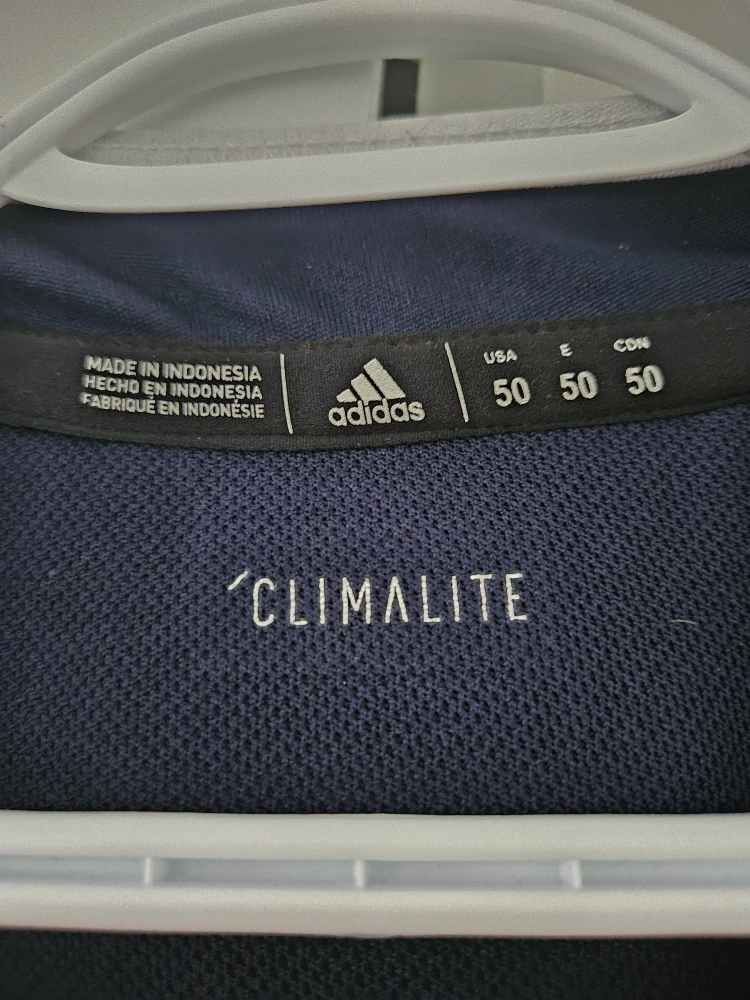 MADE IN INDONESIA
HECHO EN INDONESIA
FABRIQUÉ EN INDONÉSIE
adidas
USA E CDN
50 50 50
CLIMALITE